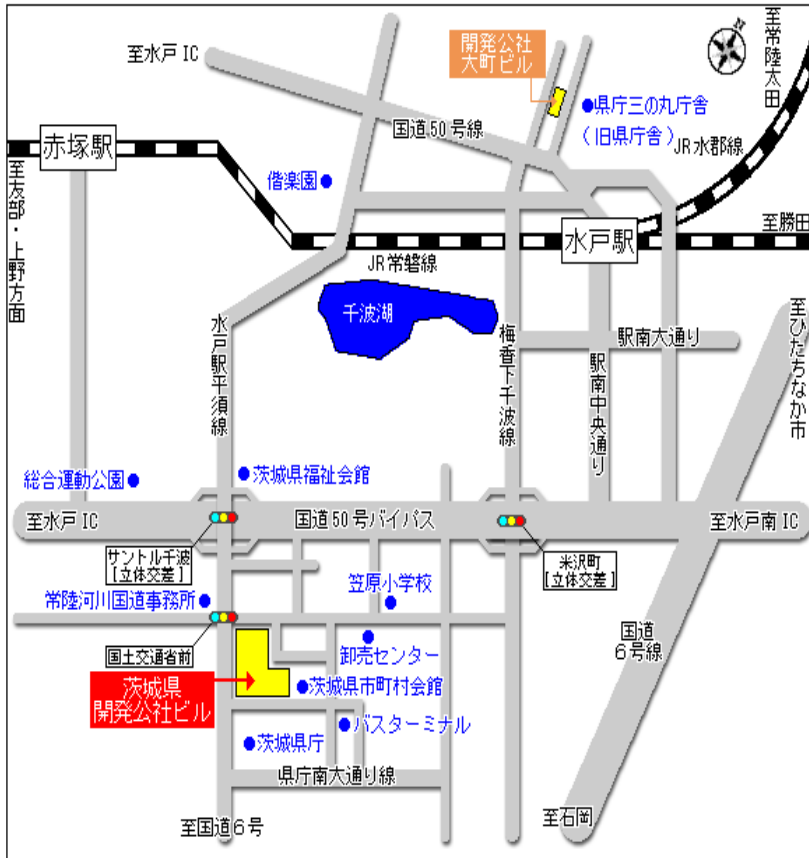 至水戸IC
開発公社
大町ビル
N
至常陸太田
国道50号線
●県庁三の丸庁舎
(旧県庁舎)
JR水郡線
赤塚駅
偕楽園●
至友部・上野方面
水戸駅
至勝田
JR常磐線
千波湖
水戸駅平須線
梅香下千波線
駅南大通り
駅南中央通り
至ひたちなか市
総合運動公園●
●茨城県福祉会館
至水戸IC
国道50号バイパス
至水戸南IC
サントル千波
[立体交差]
米沢町
[立体交差]
笠原小学校
常陸河川国道事務所●
国土交通省前
卸売センター
国道
6号線
茨城県
開発公社ビル
●茨城県市町村会館
●バスターミナル
●茨城県庁
県庁南大通り線
至国道6号
至石岡